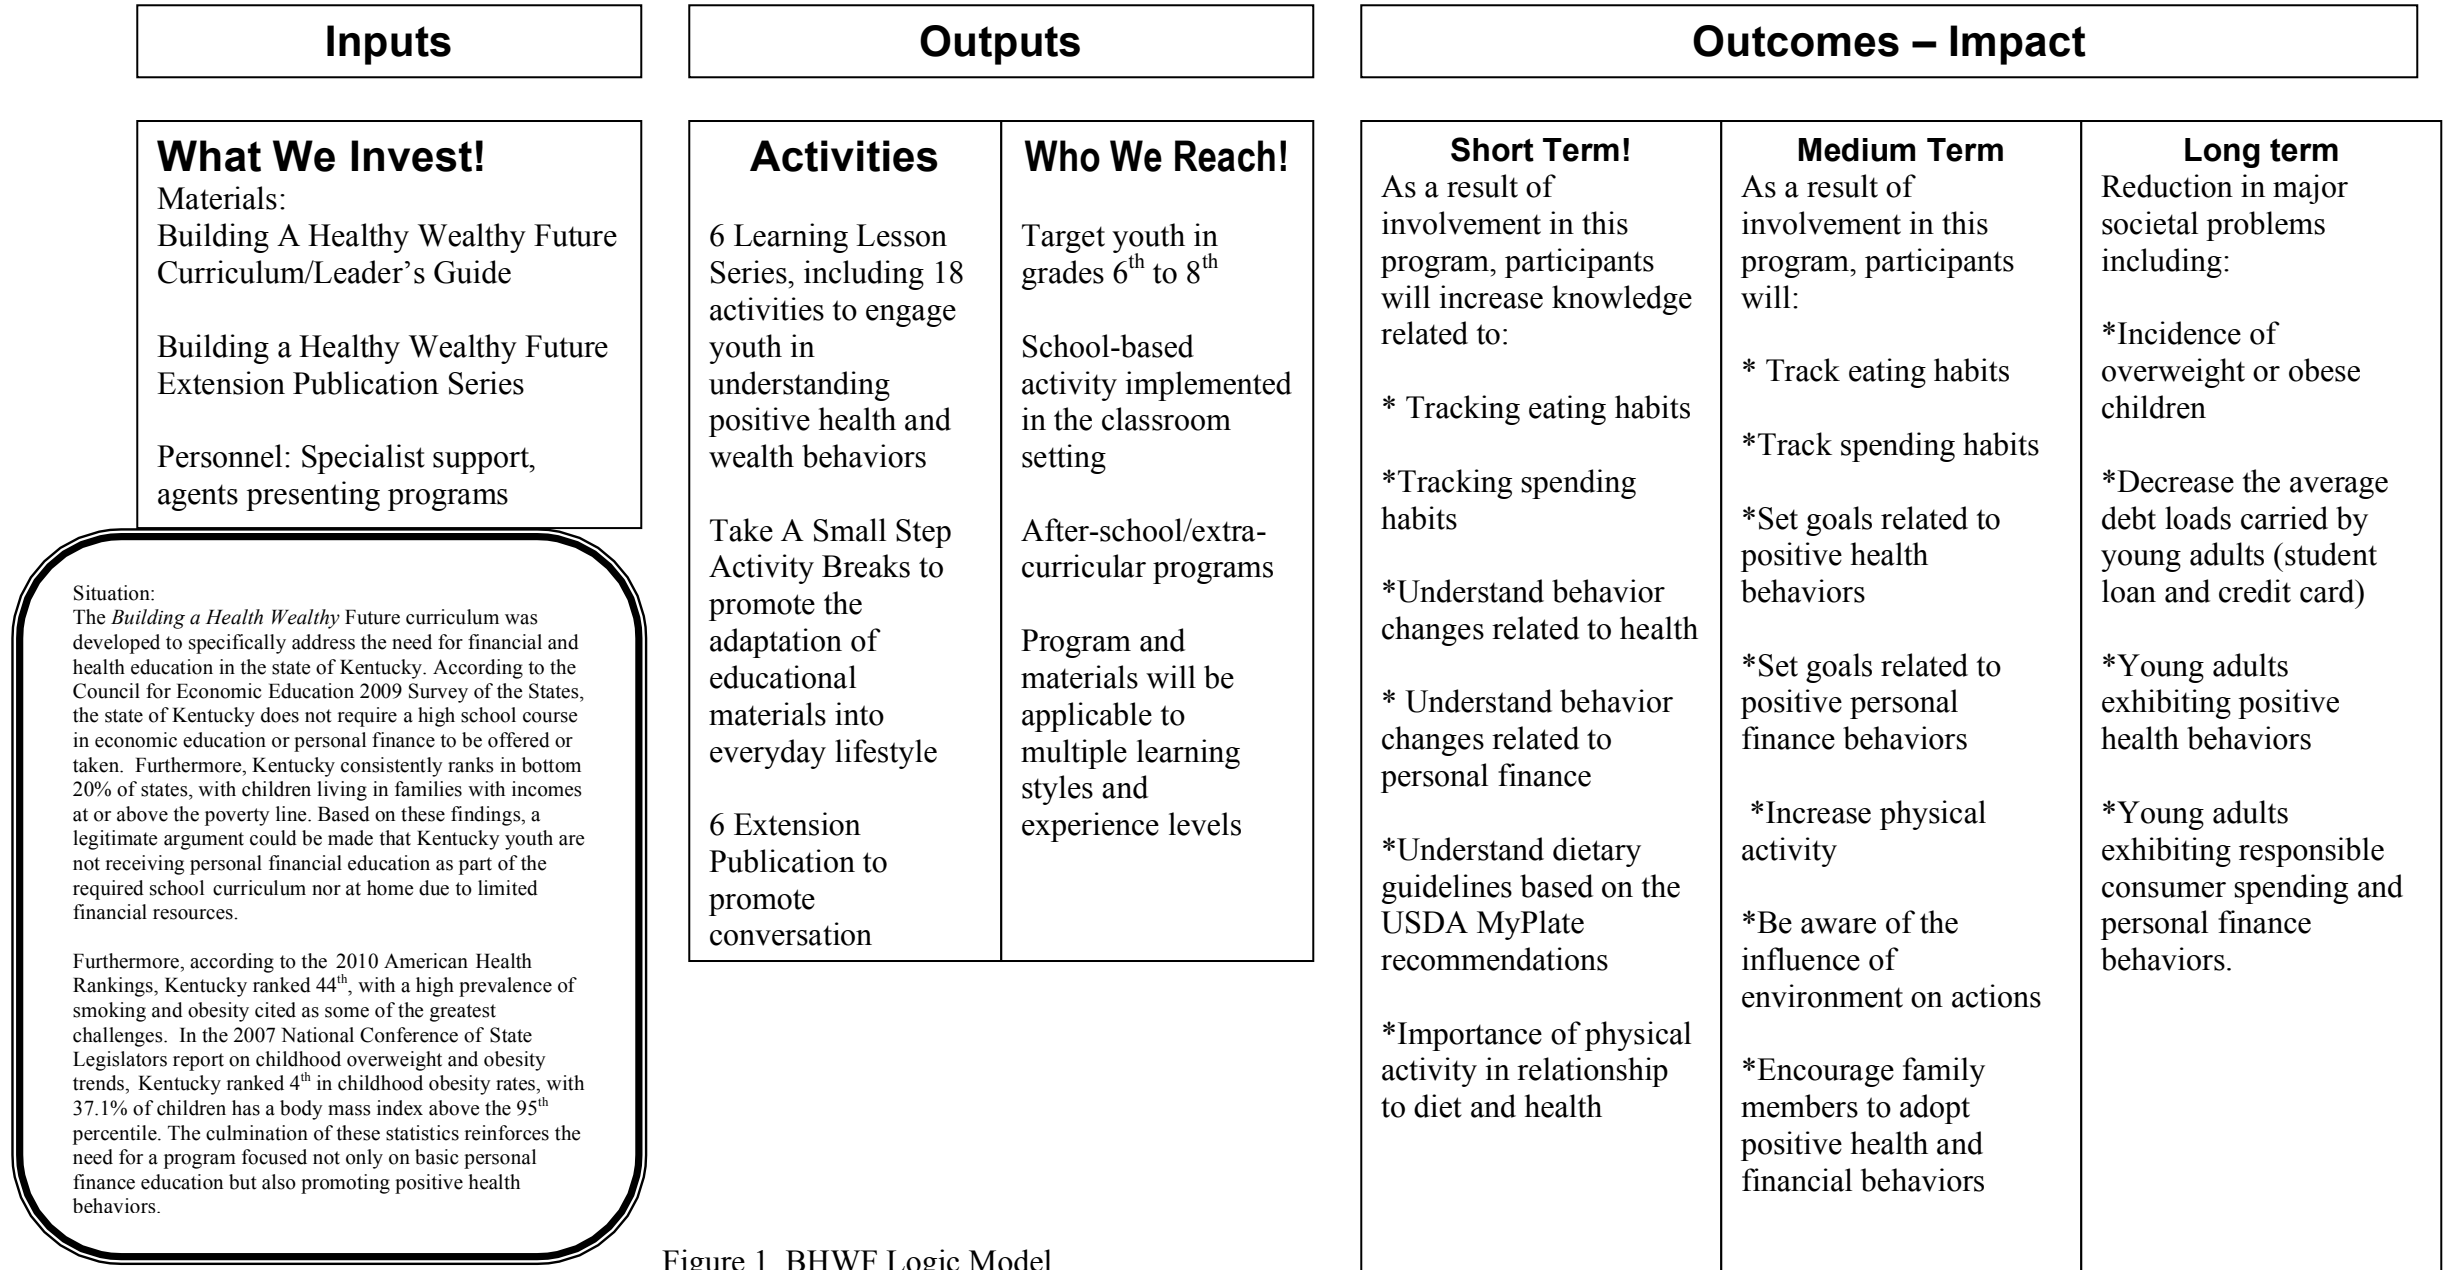 Inputs
Outputs
Outcomes – Impact
What We Invest!
Materials:
Building A Healthy Wealthy Future
Curriculum/Leader's Guide
Building a Healthy Wealthy Future
Extension Publication Series
Personnel: Specialist support,
agents presenting programs
Situation:
The Building a Health Wealthy Future curriculum was
developed to specifically address the need for financial and
health education in the state of Kentucky. According to the
Council for Economic Education 2009 Survey of the States,
the state of Kentucky does not require a high school course
in economic education or personal finance to be offered or
taken. Furthermore, Kentucky consistently ranks in bottom
20% of states, with children living in families with incomes
at or above the poverty line. Based on these findings, a
legitimate argument could be made that Kentucky youth are
not receiving personal financial education as part of the
required school curriculum nor at home due to limited
financial resources.
Furthermore, according to the 2010 American Health
Rankings, Kentucky ranked 44th, with a high prevalence of
smoking and obesity cited as some of the greatest
challenges. In the 2007 National Conference of State
Legislators report on childhood overweight and obesity
trends, Kentucky ranked 4th in childhood obesity rates, with
37.1% of children has a body mass index above the 95th
percentile. The culmination of these statistics reinforces the
need for a program focused not only on basic personal
finance education but also promoting positive health
behaviors.
Activities
6 Learning Lesson
Series, including 18
activities to engage
youth in
understanding
positive health and
wealth behaviors
Take A Small Step
Activity Breaks to
promote the
adaptation of
educational
materials into
everyday lifestyle
6 Extension
Publication to
promote
conversation
Who We Reach!
Target youth in
grades 6th to 8th
School-based
activity implemented
in the classroom
setting
After-school/extra-
curricular programs
Program and
materials will be
applicable to
multiple learning
styles and
experience levels
Short Term!
As a result of
involvement in this
program, participants
will increase knowledge
related to:
* Tracking eating habits
*Tracking spending
habits
*Understand behavior
changes related to health
* Understand behavior
changes related to
personal finance
*Understand dietary
guidelines based on the
USDA MyPlate
recommendations
*Importance of physical
activity in relationship
to diet and health
Medium Term
As a result of
involvement in this
program, participants
will:
* Track eating habits
*Track spending habits
*Set goals related to
positive health
behaviors
*Set goals related to
positive personal
finance behaviors
*Increase physical
activity
*Be aware of the
influence of
environment on actions
*Encourage family
members to adopt
positive health and
financial behaviors
Long term
Reduction in major
societal problems
including:
*Incidence of
overweight or obese
children
*Decrease the average
debt loads carried by
young adults (student
loan and credit card)
*Young adults
exhibiting positive
health behaviors
*Young adults
exhibiting responsible
consumer spending and
personal finance
behaviors.
Figure 1 BHWF Logic Model